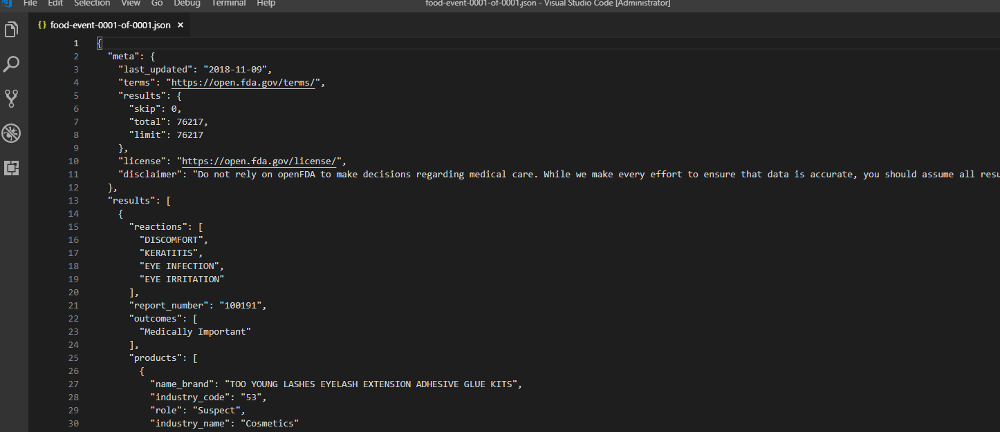 File Edit Selection View Go Debug Terminal Help food-event-0001-of-0001.json - Visual Studio Code [Administrator]
{} food-event-0001-of-0001.json ×
1 {
2 "meta": {
3 "last_updated": "2018-11-09",
4 "terms": "https://open.fda.gov/terms/",
5 "results": {
6 "skip": 0,
7 "total": 76217,
8 "limit": 76217
9 },
10 "license": "https://open.fda.gov/license/",
11 "disclaimer": "Do not rely on openFDA to make decisions regarding medical care. While we make every effort to ensure that data is accurate, you should assume all resu
12 },
13 "results": [
14 {
15 "reactions": [
16 "DISCOMFORT",
17 "KERATITIS",
18 "EYE INFECTION",
19 "EYE IRRITATION"
20 ],
21 "report_number": "100191",
22 "outcomes": [
23 "Medically Important"
24 ],
25 "products": [
26 {
27 "name_brand": "TOO YOUNG LASHES EYELASH EXTENSION ADHESIVE GLUE KITS",
28 "industry_code": "53",
29 "role": "Suspect",
30 "industry_name": "Cosmetics"